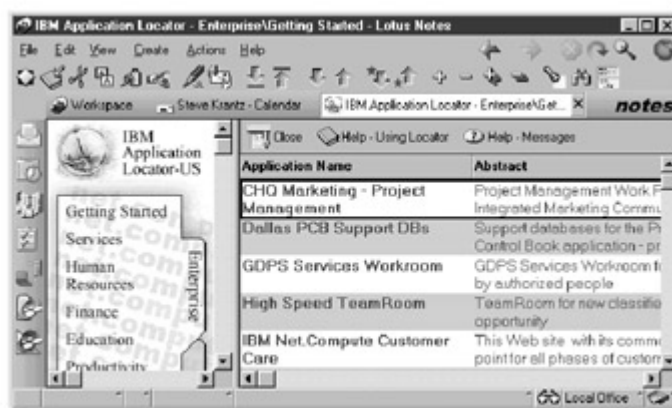 IBM Application Locator - Enterprise\Getting Started - Lotus Notes
File Edit View Create Actions Help
Workspace Steve Krantz - Calendar IBM Application Locator - Enterprise\Get... notes
IBM
Application
Locator-US
Getting Started
Services
Human
Resources
Finance
Education
Productivity
Enterprise
Close Help - Using Locator Help - Messages
Application Name Abstract
CHQ Marketing - Project Project Management Work F
Management Integrated Marketing Commu
Dallas PCB Support DBs Support databases for the P
Control Book application - pr
GDPS Services Workroom GDPS Services Workroom f
by authorized people
High Speed TeamRoom TeamRoom for new classifie
opportunity
IBM Net.Compute Customer This Web site with its comm
Care point for all phases of custom
Local Office